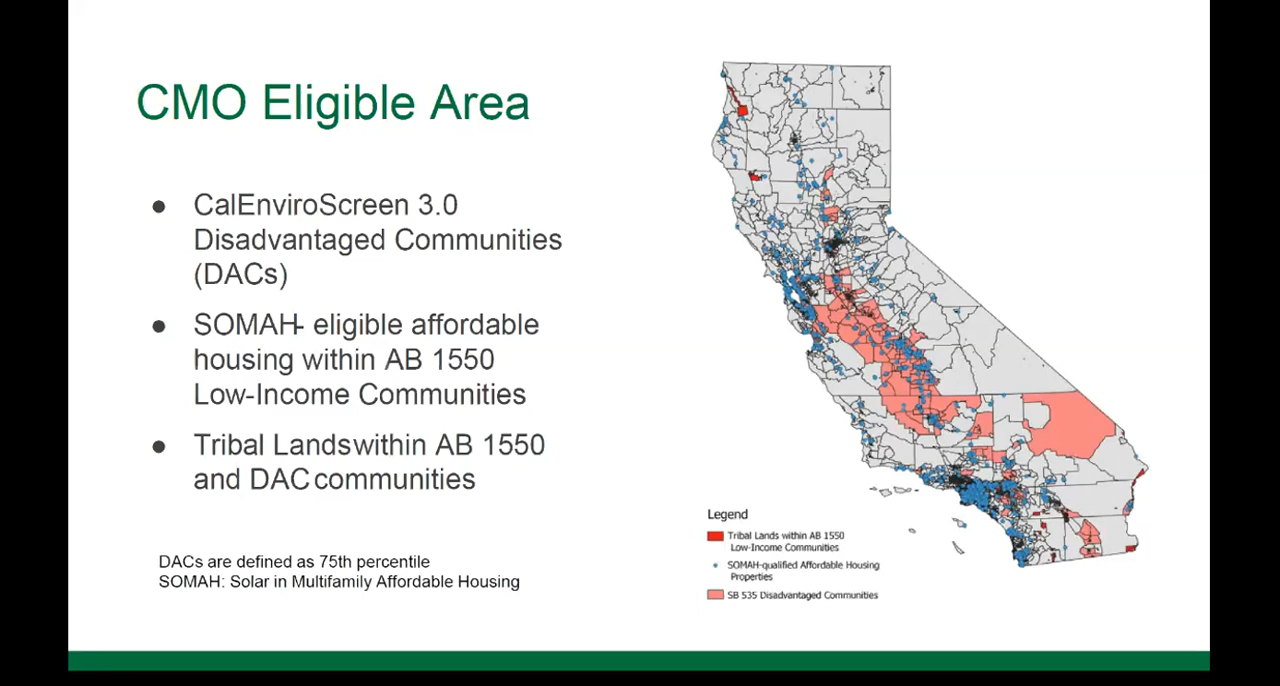 CMO Eligible Area
● CalEnviroScreen 3.0
Disadvantaged Communities
(DACs)
● SOMAH- eligible affordable
housing within AB 1550
Low-Income Communities
● Tribal Landswithin AB 1550
and DACcommunities
DACs are defined as 75th percentile
SOMAH: Solar in Multifamily Affordable Housing
Legend
Tribal Lands within AB 1550
Low-Income Communities
SOMAH-qualified Affordable Housing
Properties
SB 535 Disadvantaged Communities